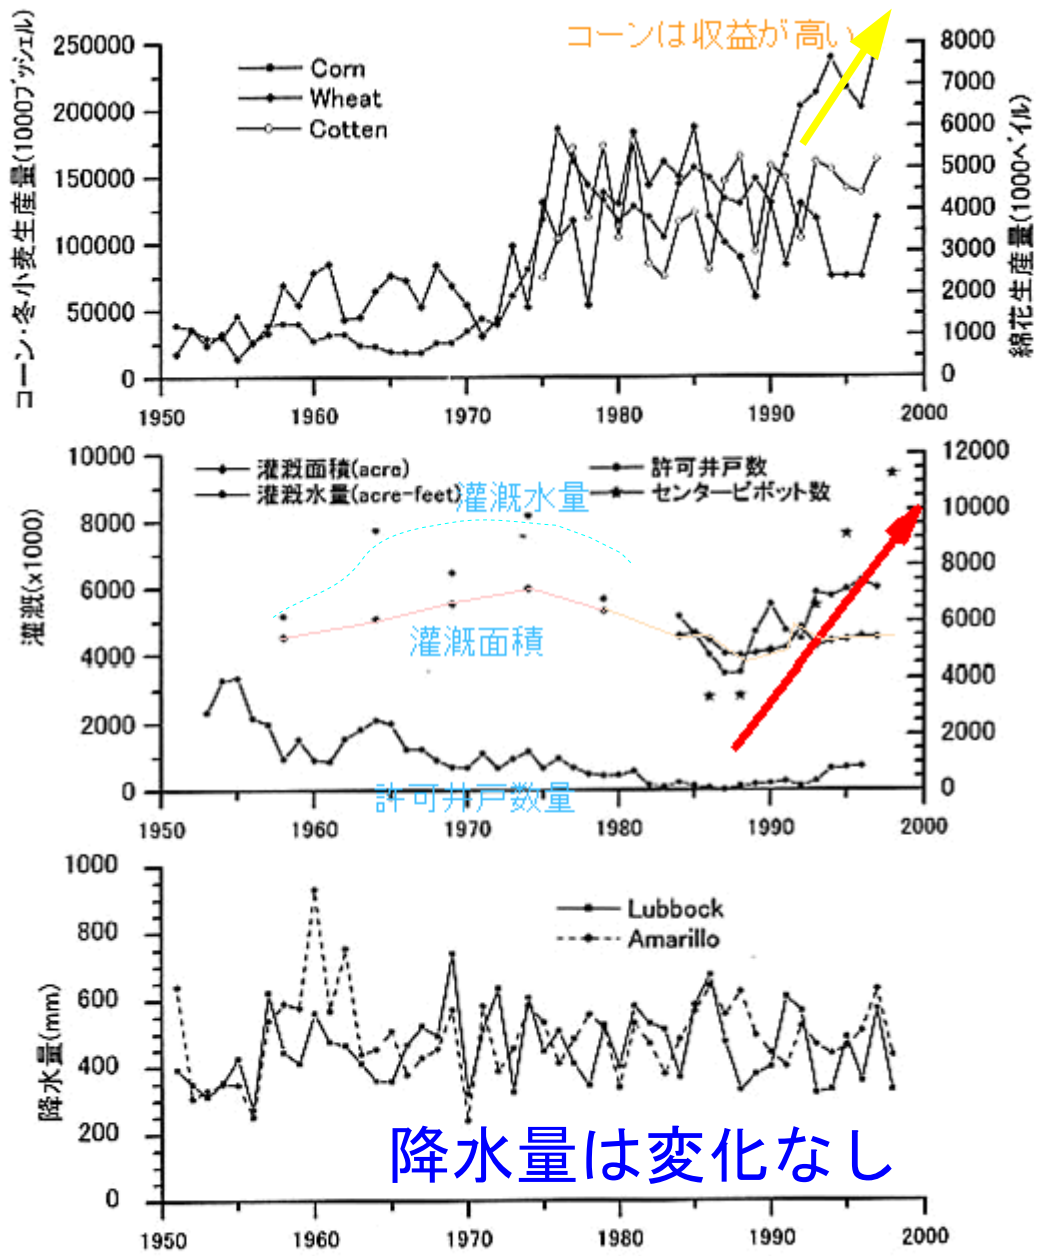 コーンは収益が高い
コーン・冬小麦生産量(1000ブッシェル)
250000
200000
150000
100000
50000
0
Corn
Wheat
Cotten
8000
7000
6000
5000
4000
3000
2000
1000
0
綿花生産量(1000ベイル)
1950 1960 1970 1980 1990 2000
灌漑(x1000)
10000
8000
6000
4000
2000
0
灌漑面積(acre)
灌漑水量(acre-feet)
許可井戸数
センターピボット数
灌漑水量
灌漑面積
許可井戸数量
12000
10000
8000
6000
4000
2000
0
1950 1960 1970 1980 1990 2000
降水量(mm)
1000
800
600
400
200
0
Lubbock
Amarillo
降水量は変化なし
1950 1960 1970 1980 1990 2000